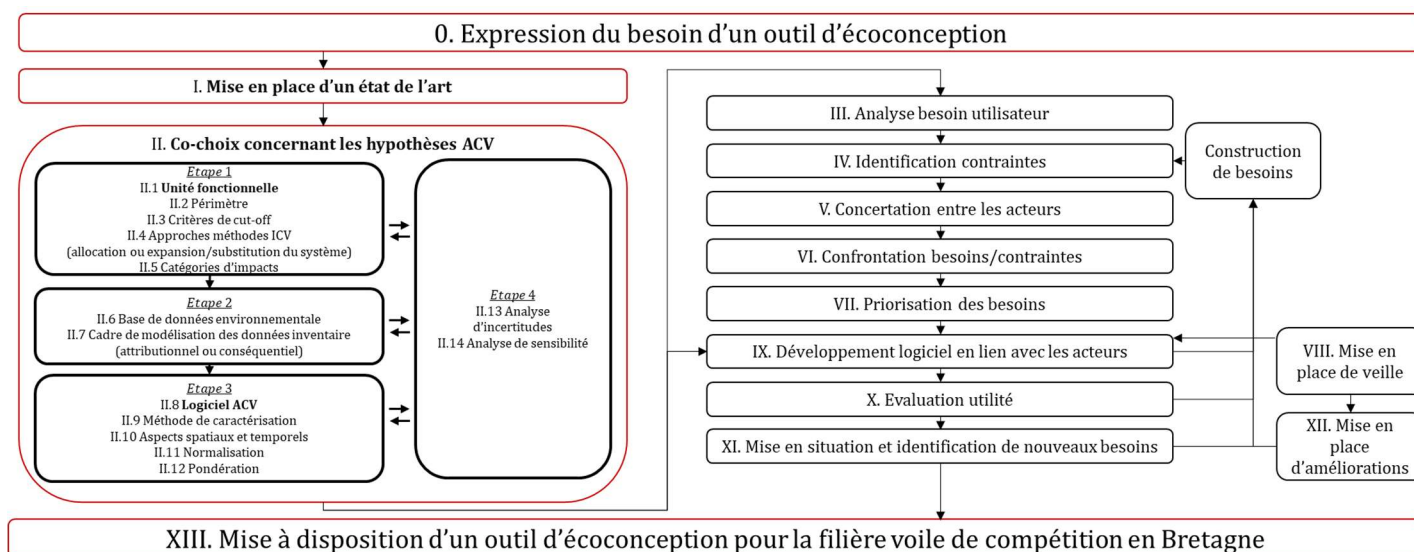 0. Expression du besoin d'un outil d'écoconception
I. Mise en place d'un état de l'art
II. Co-choix concernant les hypothèses ACV
Etape 1
II.1 Unité fonctionnelle
II.2 Périmètre
II.3 Critères de cut-off
II.4 Approches méthodes ICV
(allocation ou expansion/substitution du système)
II.5 Catégories d'impacts
Etape 2
II.6 Base de données environnementale
II.7 Cadre de modélisation des données inventaire
(attributionnel ou conséquentiel)
Etape 3
II.8 Logiciel ACV
II.9 Méthode de caractérisation
II.10 Aspects spatiaux et temporels
II.11 Normalisation
II.12 Pondération
Etape 4
II.13 Analyse
d'incertitudes
II.14 Analyse de sensibilité
III. Analyse besoin utilisateur
IV. Identification contraintes
V. Concertation entre les acteurs
VI. Confrontation besoins/contraintes
VII. Priorisation des besoins
IX. Développement logiciel en lien avec les acteurs
X. Evaluation utilité
XI. Mise en situation et identification de nouveaux besoins
Construction
de besoins
VIII. Mise en
place de veille
XII. Mise en
place
d'améliorations
XIII. Mise à disposition d'un outil d'écoconception pour la filière voile de compétition en Bretagne